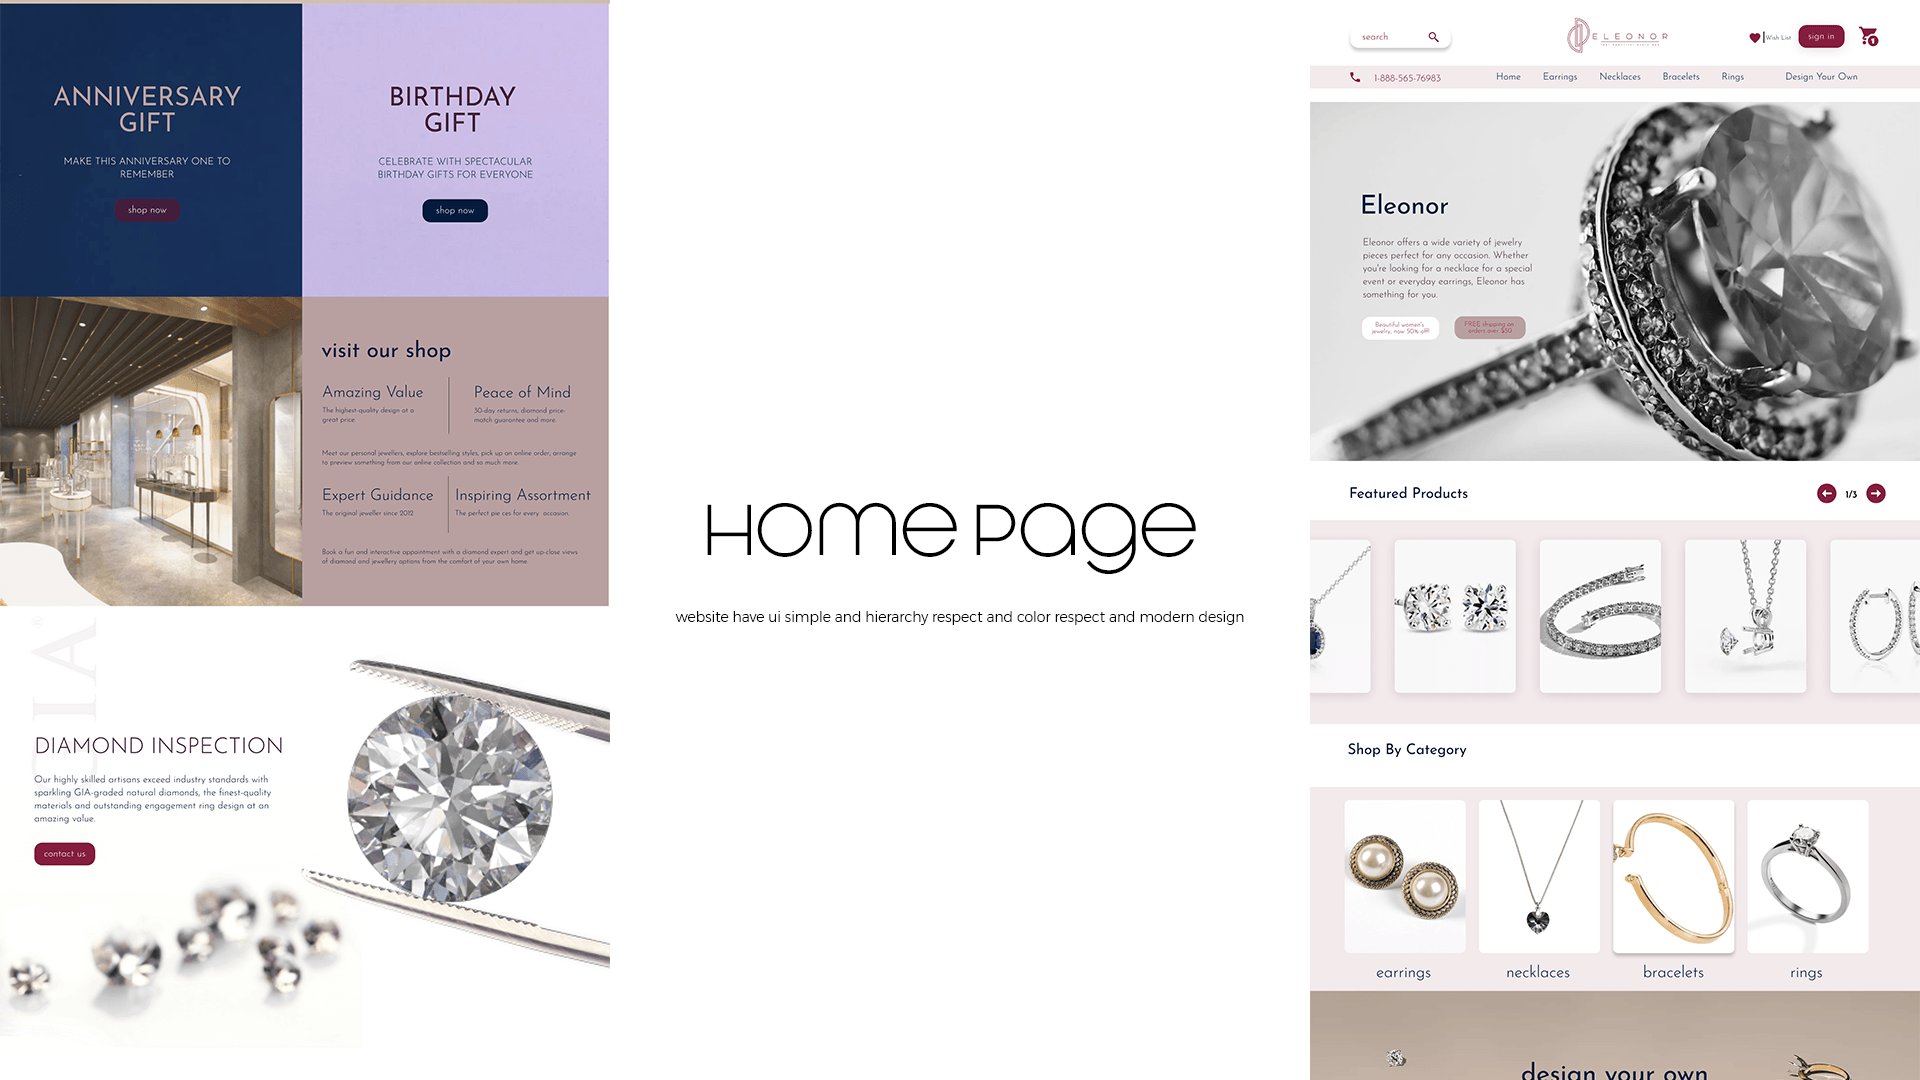 ANNIVERSARY
GIFT
MAKE THIS ANNIVERSARY ONE TO
REMEMBER
shop now
BIRTHDAY
GIFT
CELEBRATE WITH SPECTACULAR
BIRTHDAY GIFTS FOR EVERYONE
shop now
visit our shop
Amazing Value
The highest-quality design at a
great price.
Peace of Mind
30-day returns, diamond price-
match guarantee and more.
Meet our personal jewellers, explore bestselling styles, pick up an online order, arrange
to preview something from our online collection and so much more.
Expert Guidance
The original jeweller since 2012
Inspiring Assortment
The perfect pie ces for every occasion.
Book a fun and interactive appointment with a diamond expert and get up-close views
of diamond and jewellery options from the comfort of your own home.
GIA®
DIAMOND INSPECTION
Our highly skilled artisans exceed industry standards with
sparkling GIA-graded natural diamonds, the finest-quality
materials and outstanding engagement ring design at an
amazing value.
contact us
Home page
website have ui simple and hierarchy respect and color respect and modern design
search
ELEONOR
Wish List
sign in
1
1-888-565-76983
Home
Earrings
Necklaces
Bracelets
Rings
Design Your Own
Eleonor
Eleonor offers a wide variety of jewelry
pieces perfect for any occasion. Whether
you're looking for a necklace for a special
event or everyday earrings, Eleonor has
something for you.
Beautiful women's
jewelry, now 50% off!
FREE shipping on
orders over $50
Featured Products
1/3
Shop By Category
earrings
necklaces
bracelets
rings
design your own